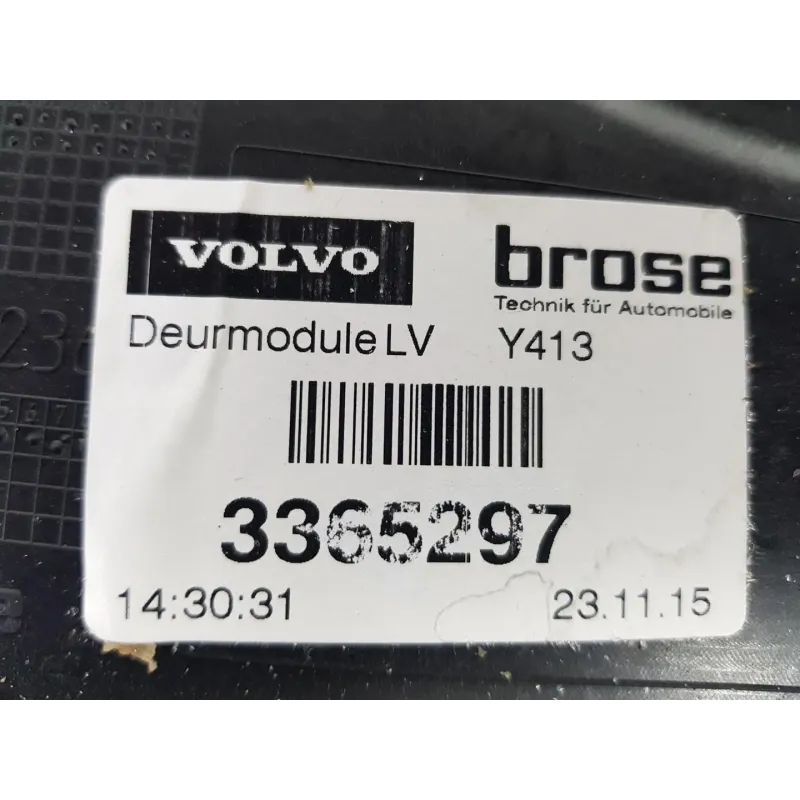 VOLVO
brose
Technik für Automobile
Deurmodule LV Y413
3365297
14:30:31 23.11.15